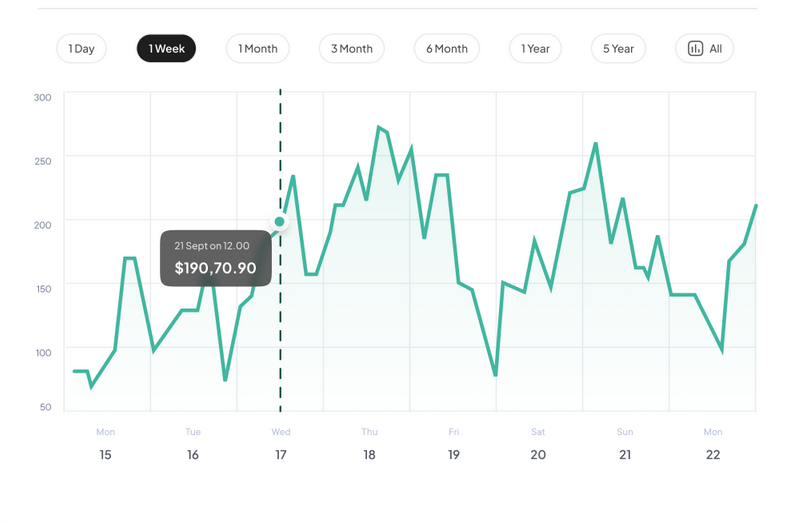 1 Day 1 Week 1 Month 3 Month 6 Month 1 Year 5 Year All
300
250
200
21 Sept on 12.00
$190,70.90
150
100
50
Mon Tue Wed Thu Fri Sat Sun Mon
15 16 17 18 19 20 21 22